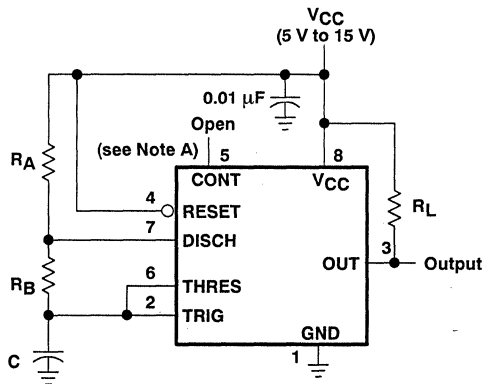 VCC
(5 V to 15 V)
0.01 µF
Open
(see Note A)
5
8
RA
CONT
VCC
4
RESET
RL
7
DISCH
3
OUT
Output
RB
6
THRES
2
TRIG
GND
C
1